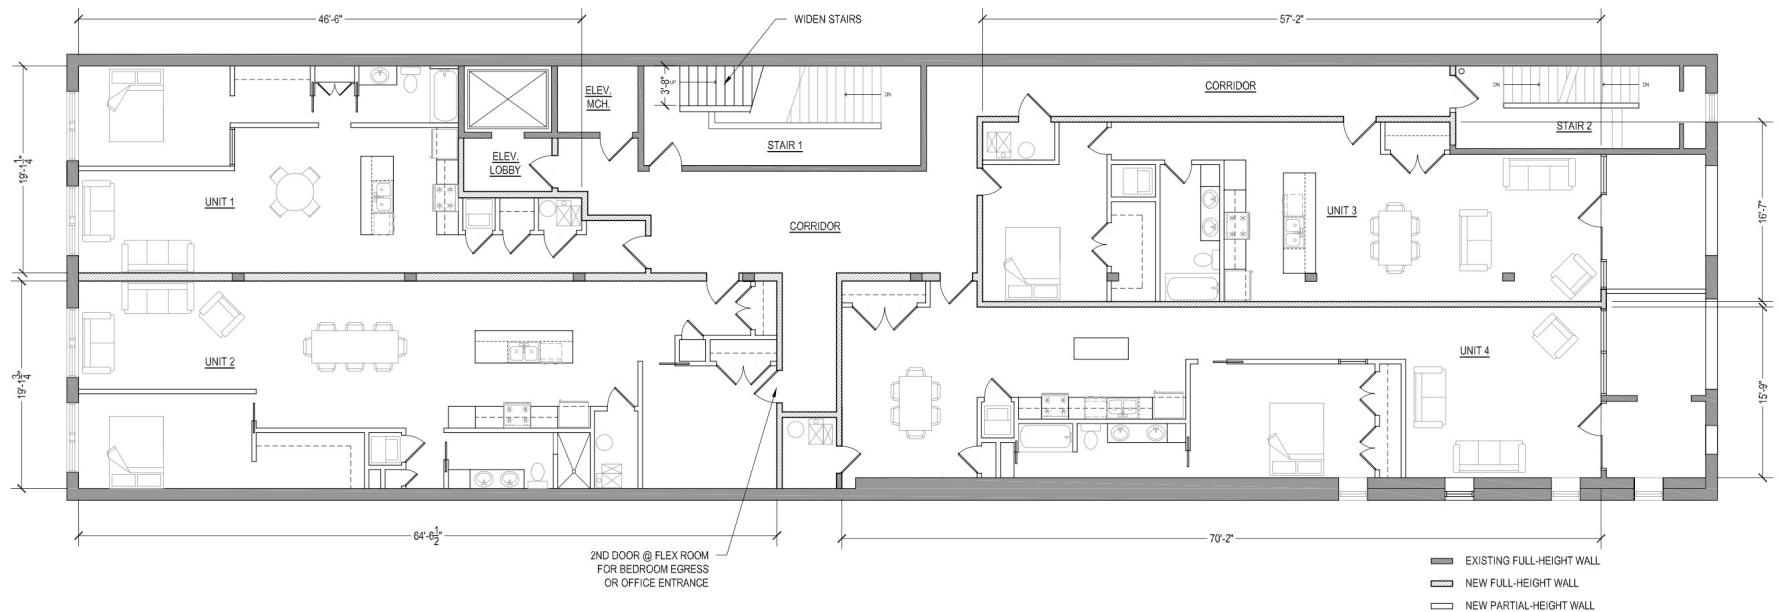 46'-6"
WIDEN STAIRS
57'-2"
ELEV.
MCH.
3'-8"
UP
DN
CORRIDOR
DN
DN
STAIR 1
STAIR 2
19'-1 1/4"
ELEV.
LOBBY
UNIT 1
UNIT 3
16'-7"
CORRIDOR
UNIT 2
UNIT 4
19'-1 3/4"
15'-9"
64'-6 1/2"
70'-2"
2ND DOOR @ FLEX ROOM
FOR BEDROOM EGRESS
OR OFFICE ENTRANCE
EXISTING FULL-HEIGHT WALL
NEW FULL-HEIGHT WALL
NEW PARTIAL-HEIGHT WALL